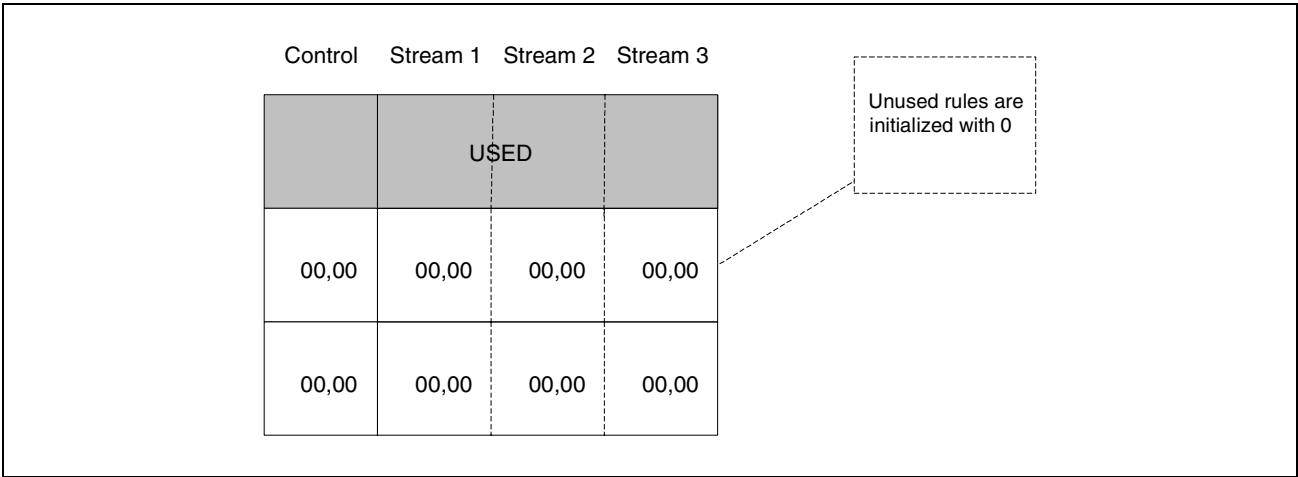 Control Stream 1 Stream 2 Stream 3
Unused rules are
initialized with 0
USED
00,00 00,00 00,00 00,00
00,00 00,00 00,00 00,00